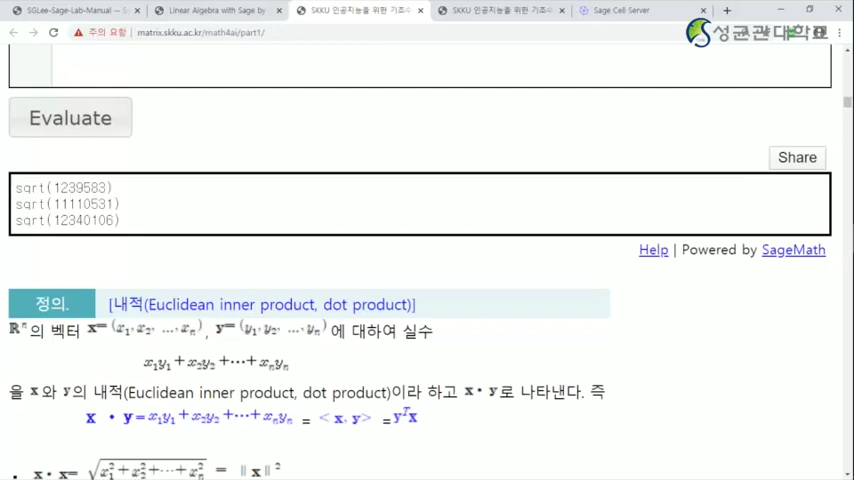 SGLee-Sage-Lab-Manual – S
Linear Algebra with Sage by
SKKU 인공지능을 위한 기초수
SKKU 인공지능을 위한 기초수
Sage Cell Server
주의 요함 matrix.skku.ac.kr/math4ai/part1/
성균관대학교
Evaluate
Share
sqrt(1239583)
sqrt(11110531)
sqrt(12340106)
Help | Powered by SageMath
정의. [내적(Euclidean inner product, dot product)]
ℝⁿ의 벡터 x=(x₁,x₂, …,xₙ), y=(y₁,y₂, …,yₙ)에 대하여 실수
x₁y₁+x₂y₂+⋯+xₙyₙ
을 x와 y의 내적(Euclidean inner product, dot product)이라 하고 x•y로 나타낸다. 즉
x • y=x₁y₁+x₂y₂+⋯+xₙyₙ = <x, y> =yᵀx
• x•x= √(x₁²+x₂²+⋯+xₙ²) = ‖x‖²